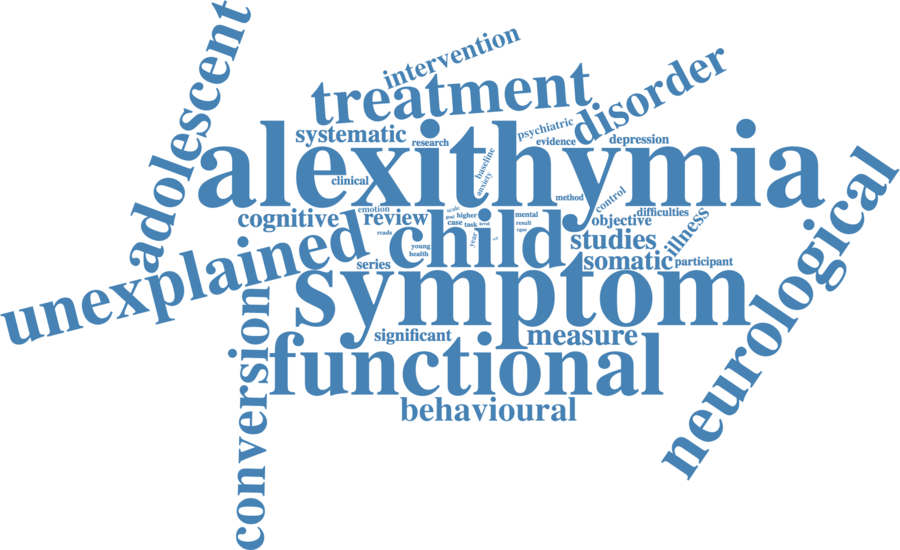 adolescent
intervention
treatment
disorder
systematic
research
psychiatric
evidence
depression
alexithymia
clinical
baseline
anxiety
method
control
neurological
emotion
cognitive
review
scale
higher
case
task
level
mental
result
objective
difficulties
illness
reads
year
child
studies
unexplained
young
health
series
somatic
participant
symptom
conversion
significant
measure
functional
behavioural